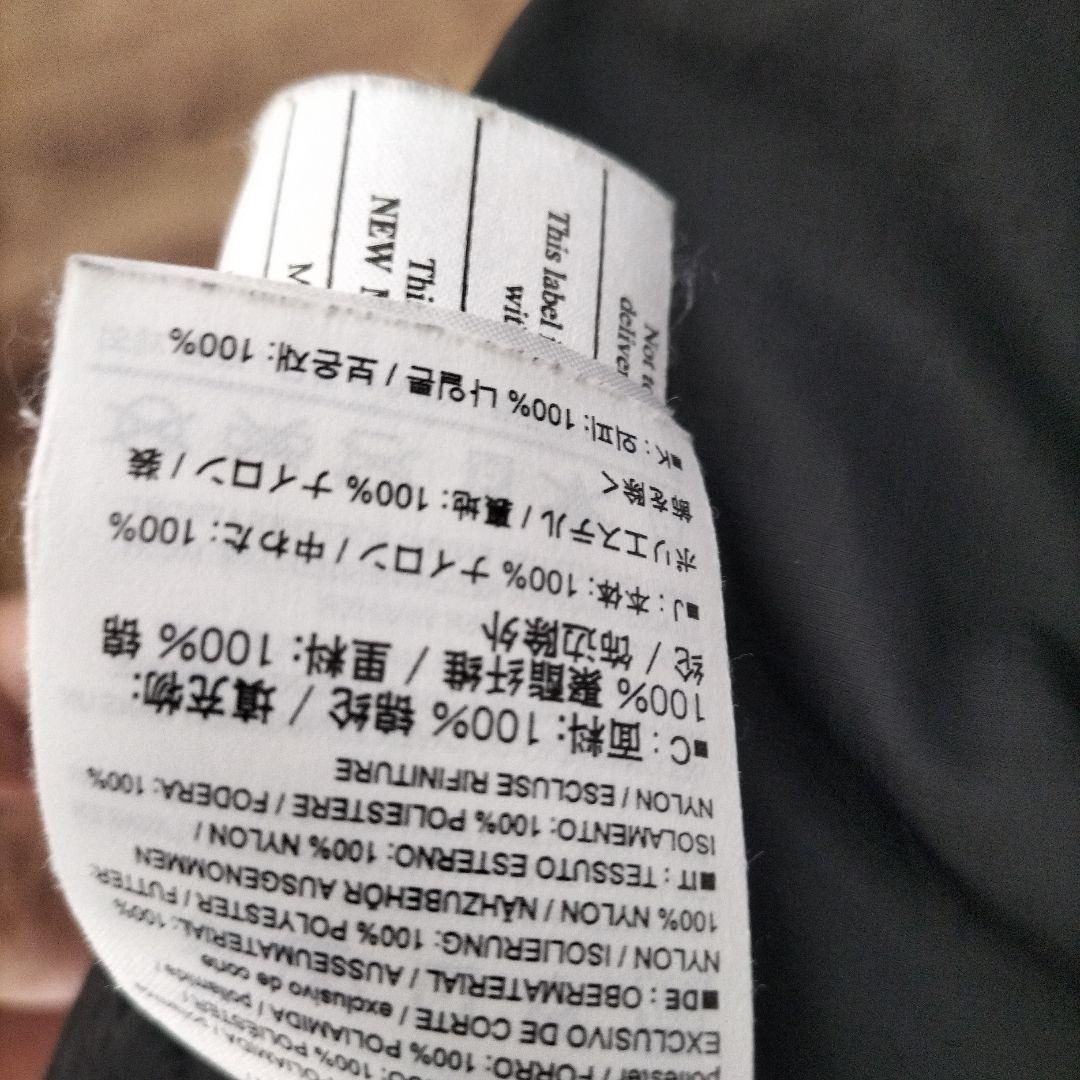 Not t
deliver
This label
wit
Thi
NEW
M
100% POLIESTER /
polyester / FORRO: 100% POLIAMIDA / poliamida /
EXCLUSIVO DE CORTE / exclusivo de corte
■DE : OBERMATERIAL / AUSSEUMATERIAL: 100%
NYLON / ISOLIERUNG: 100% POLYESTER / FUTTER:
100% NYLON / NÄHZUBEHÖR AUSGENOMMEN
■IT : TESSUTO ESTERNO: 100% NYLON /
ISOLAMENTO: 100% POLIESTERE / FODERA: 100%
NYLON / ESCLUSE RIFINITURE
■C : 面料: 100% 锦纶 / 填充物:
100% 聚酯纤维 / 里料: 100% 锦
纶 / 饰边除外
■J : 本体: 100% ナイロン / 中わた: 100%
ポリエステル / 裏地: 100% ナイロン / 装
飾を除く
■K : 외피: 100% 나일론 / 보온재: 100%